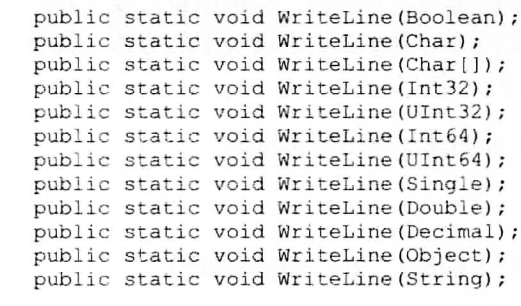 public static void WriteLine(Boolean);
public static void WriteLine(Char);
public static void WriteLine(Char[]);
public static void WriteLine(Int32);
public static void WriteLine(UInt32);
public static void WriteLine(Int64);
public static void WriteLine(UInt64);
public static void WriteLine(Single);
public static void WriteLine(Double);
public static void WriteLine(Decimal);
public static void WriteLine(Object);
public static void WriteLine(String);